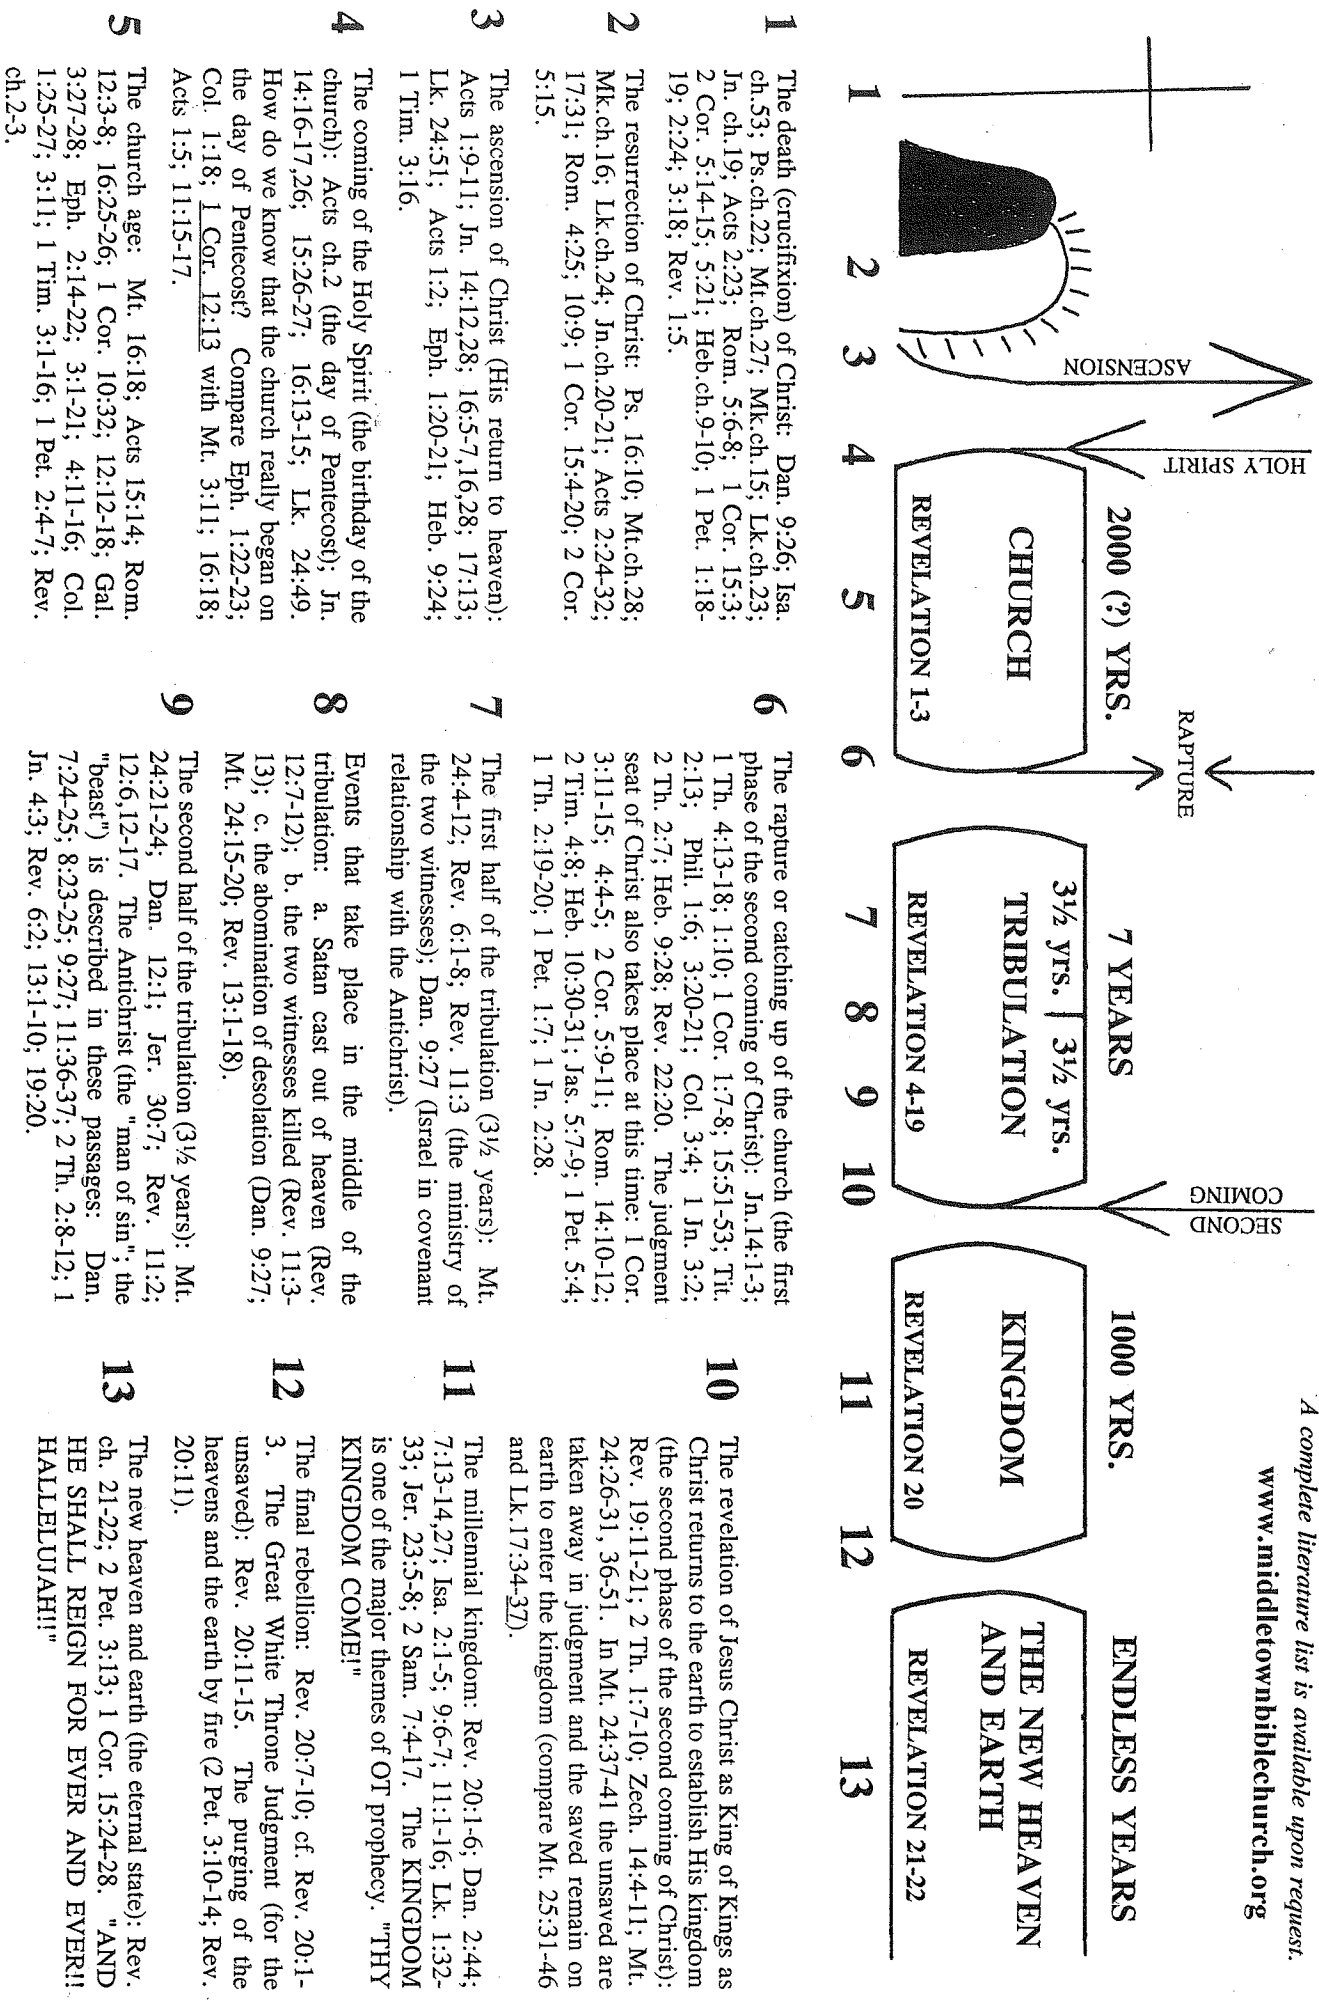 A complete literature list is available upon request.
www.middletownbiblechurch.org
ASCENSION
HOLY SPIRIT
RAPTURE
SECOND
COMING
2000 (?) YRS.
7 YEARS
1000 YRS.
ENDLESS YEARS
CHURCH
REVELATION 1-3
3½ yrs. | 3½ yrs.
TRIBULATION
REVELATION 4-19
KINGDOM
REVELATION 20
THE NEW HEAVEN
AND EARTH
REVELATION 21-22
1 2 3 4 5 6 7 8 9 10 11 12 13
1 The death (crucifixion) of Christ: Dan. 9:26; Isa.
ch.53; Ps.ch.22; Mt.ch.27; Mk.ch.15; Lk.ch.23;
Jn. ch.19; Acts 2:23; Rom. 5:6-8; 1 Cor. 15:3;
2 Cor. 5:14-15; 5:21; Heb.ch.9-10; 1 Pet. 1:18-
19; 2:24; 3:18; Rev. 1:5.
2 The resurrection of Christ: Ps. 16:10; Mt.ch.28;
Mk.ch.16; Lk.ch.24; Jn.ch.20-21; Acts 2:24-32;
17:31; Rom. 4:25; 10:9; 1 Cor. 15:4-20; 2 Cor.
5:15.
3 The ascension of Christ (His return to heaven):
Acts 1:9-11; Jn. 14:12,28; 16:5-7,16,28; 17:13;
Lk. 24:51; Acts 1:2; Eph. 1:20-21; Heb. 9:24;
1 Tim. 3:16.
4 The coming of the Holy Spirit (the birthday of the
church): Acts ch.2 (the day of Pentecost); Jn.
14:16-17,26; 15:26-27; 16:13-15; Lk. 24:49.
How do we know that the church really began on
the day of Pentecost? Compare Eph. 1:22-23;
Col. 1:18; 1 Cor. 12:13 with Mt. 3:11; 16:18;
Acts 1:5; 11:15-17.
5 The church age: Mt. 16:18; Acts 15:14; Rom.
12:3-8; 16:25-26; 1 Cor. 10:32; 12:12-18; Gal.
3:27-28; Eph. 2:14-22; 3:1-21; 4:11-16; Col.
1:25-27; 3:11; 1 Tim. 3:1-16; 1 Pet. 2:4-7; Rev.
ch.2-3.
6 The rapture or catching up of the church (the first
phase of the second coming of Christ): Jn.14:1-3;
1 Th. 4:13-18; 1:10; 1 Cor. 1:7-8; 15:51-53; Tit.
2:13; Phil. 1:6; 3:20-21; Col. 3:4; 1 Jn. 3:2;
2 Th. 2:7; Heb. 9:28; Rev. 22:20. The judgment
seat of Christ also takes place at this time: 1 Cor.
3:11-15; 4:4-5; 2 Cor. 5:9-11; Rom. 14:10-12;
2 Tim. 4:8; Heb. 10:30-31; Jas. 5:7-9; 1 Pet. 5:4;
1 Th. 2:19-20; 1 Pet. 1:7; 1 Jn. 2:28.
7 The first half of the tribulation (3½ years): Mt.
24:4-12; Rev. 6:1-8; Rev. 11:3 (the ministry of
the two witnesses); Dan. 9:27 (Israel in covenant
relationship with the Antichrist).
8 Events that take place in the middle of the
tribulation: a. Satan cast out of heaven (Rev.
12:7-12); b. the two witnesses killed (Rev. 11:3-
13); c. the abomination of desolation (Dan. 9:27;
Mt. 24:15-20; Rev. 13:1-18).
9 The second half of the tribulation (3½ years): Mt.
24:21-24; Dan. 12:1; Jer. 30:7; Rev. 11:2;
12:6,12-17. The Antichrist (the "man of sin"; the
"beast") is described in these passages: Dan.
7:24-25; 8:23-25; 9:27; 11:36-37; 2 Th. 2:8-12; 1
Jn. 4:3; Rev. 6:2; 13:1-10; 19:20.
10 The revelation of Jesus Christ as King of Kings as
Christ returns to the earth to establish His kingdom
(the second phase of the second coming of Christ):
Rev. 19:11-21; 2 Th. 1:7-10; Zech. 14:4-11; Mt.
24:26-31, 36-51. In Mt. 24:37-41 the unsaved are
taken away in judgment and the saved remain on
earth to enter the kingdom (compare Mt. 25:31-46
and Lk.17:34-37).
11 The millennial kingdom: Rev. 20:1-6; Dan. 2:44;
7:13-14,27; Isa. 2:1-5; 9:6-7; 11:1-16; Lk. 1:32-
33; Jer. 23:5-8; 2 Sam. 7:4-17. The KINGDOM
is one of the major themes of OT prophecy. "THY
KINGDOM COME!"
12 The final rebellion: Rev. 20:7-10; cf. Rev. 20:1-
3. The Great White Throne Judgment (for the
unsaved): Rev. 20:11-15. The purging of the
heavens and the earth by fire (2 Pet. 3:10-14; Rev.
20:11).
13 The new heaven and earth (the eternal state): Rev.
ch. 21-22; 2 Pet. 3:13; 1 Cor. 15:24-28. "AND
HE SHALL REIGN FOR EVER AND EVER!!
HALLELUJAH!!"